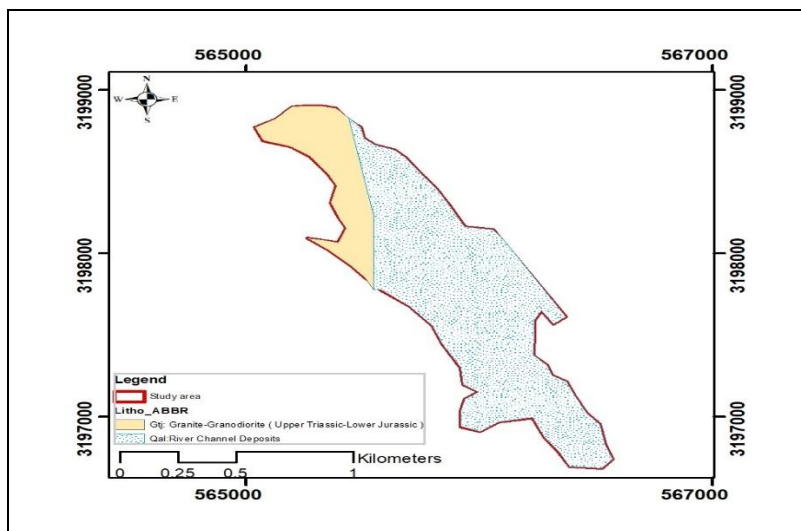 565000 567000
N
W E
S
3199000 3199000
3198000 3198000
3197000 3197000
Legend
Study area
Litho_ABBR
Gtj: Granite-Granodiorite ( Upper Triassic-Lower Jurassic )
Qal:River Channel Deposits
Kilometers
0 0.25 0.5 1
565000 567000